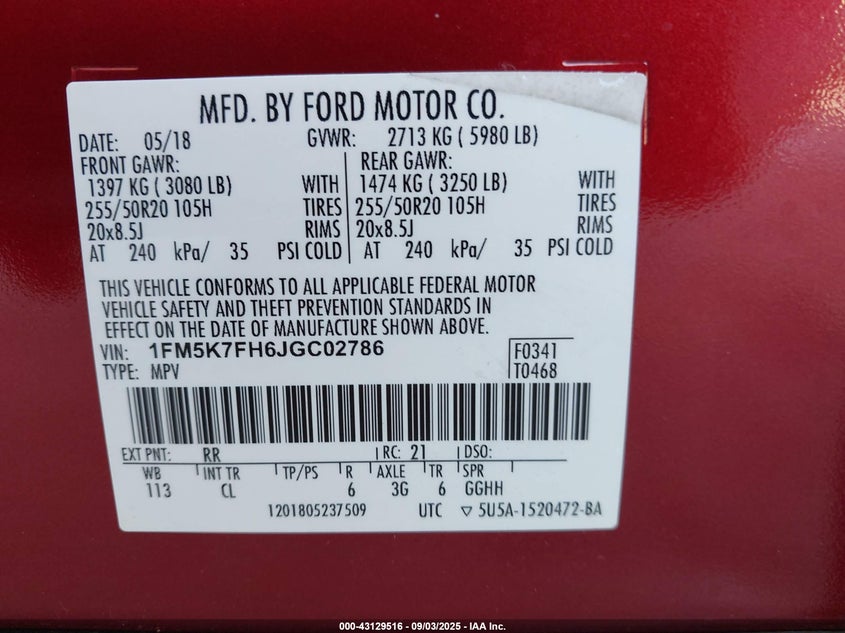 MFD. BY FORD MOTOR CO.
DATE: 05/18 GVWR: 2713 KG ( 5980 LB)
FRONT GAWR: REAR GAWR:
1397 KG ( 3080 LB) WITH 1474 KG ( 3250 LB) WITH
255/50R20 105H TIRES 255/50R20 105H TIRES
20x8.5J RIMS 20x8.5J RIMS
AT 240 kPa/ 35 PSI COLD AT 240 kPa/ 35 PSI COLD
THIS VEHICLE CONFORMS TO ALL APPLICABLE FEDERAL MOTOR
VEHICLE SAFETY AND THEFT PREVENTION STANDARDS IN
EFFECT ON THE DATE OF MANUFACTURE SHOWN ABOVE.
VIN: 1FM5K7FH6JGC02786 F0341
TYPE: MPV T0468
EXT PNT: RR RC: 21 DSO:
WB INT TR TP/PS R AXLE TR SPR
113 CL 6 3G 6 GGHH
1201805237509 UTC ▽ 5U5A-1520472-BA
000-43129516 - 09/03/2025 - IAA Inc.